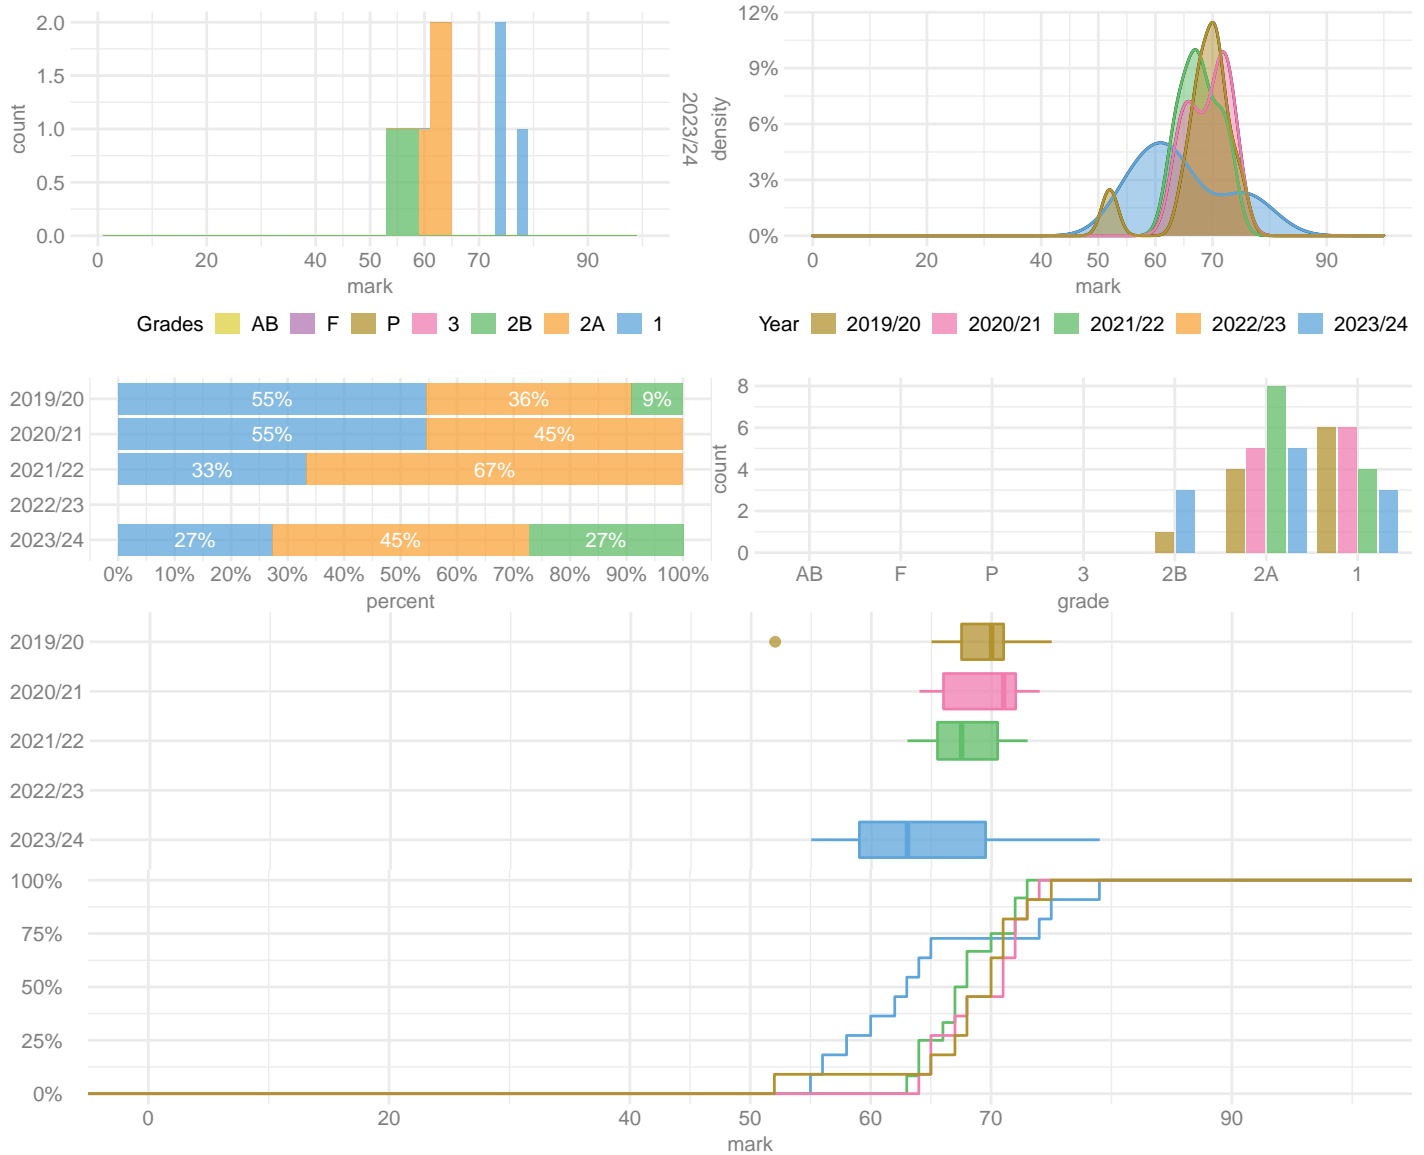 2.0
1.5
1.0
0.5
0.0
count
0 20 40 50 60 70 90
mark
2023/24
12%
9%
6%
3%
0%
density
0 20 40 50 60 70 90
mark
Grades AB F P 3 2B 2A 1
Year 2019/20 2020/21 2021/22 2022/23 2023/24
2019/20 55% 36% 9%
2020/21 55% 45%
2021/22 33% 67%
2022/23
2023/24 27% 45% 27%
0% 10% 20% 30% 40% 50% 60% 70% 80% 90% 100%
percent
8
6
4
2
0
count
AB F P 3 2B 2A 1
grade
2019/20
2020/21
2021/22
2022/23
2023/24
100%
75%
50%
25%
0%
0 20 40 50 60 70 90
mark